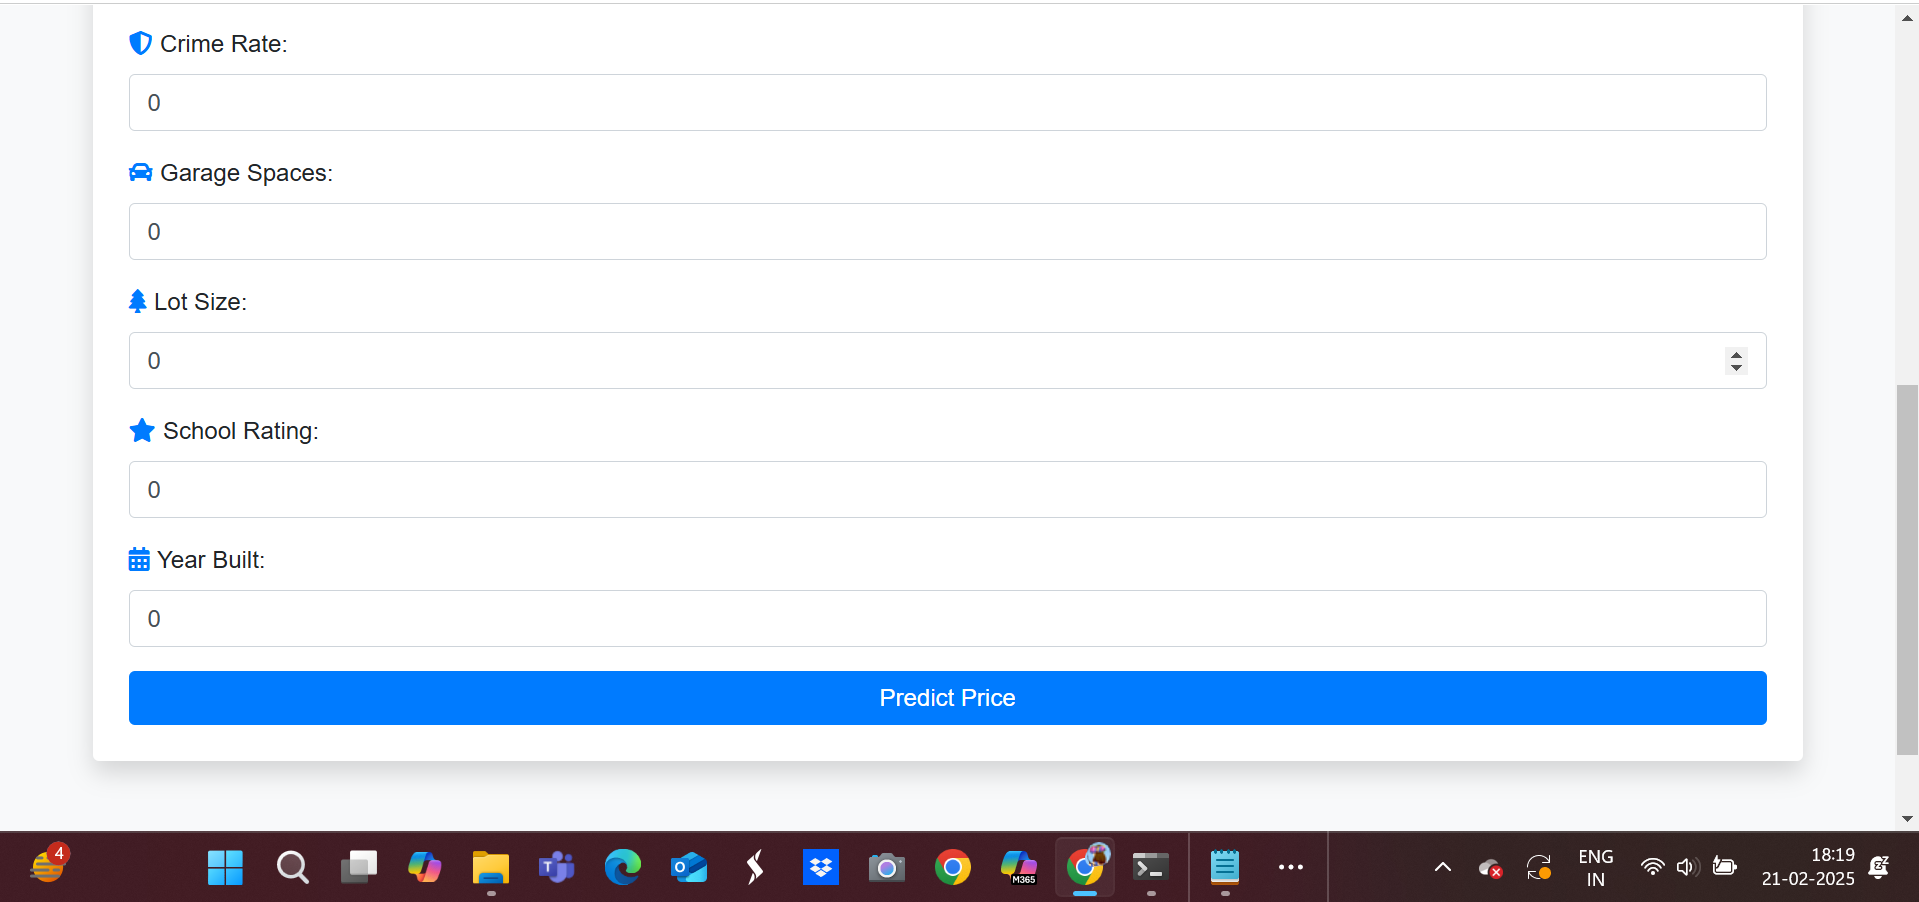 Crime Rate:
0
Garage Spaces:
0
Lot Size:
0
School Rating:
0
Year Built:
0
Predict Price
4
T
O
M365
ENG
IN
18:19
21-02-2025